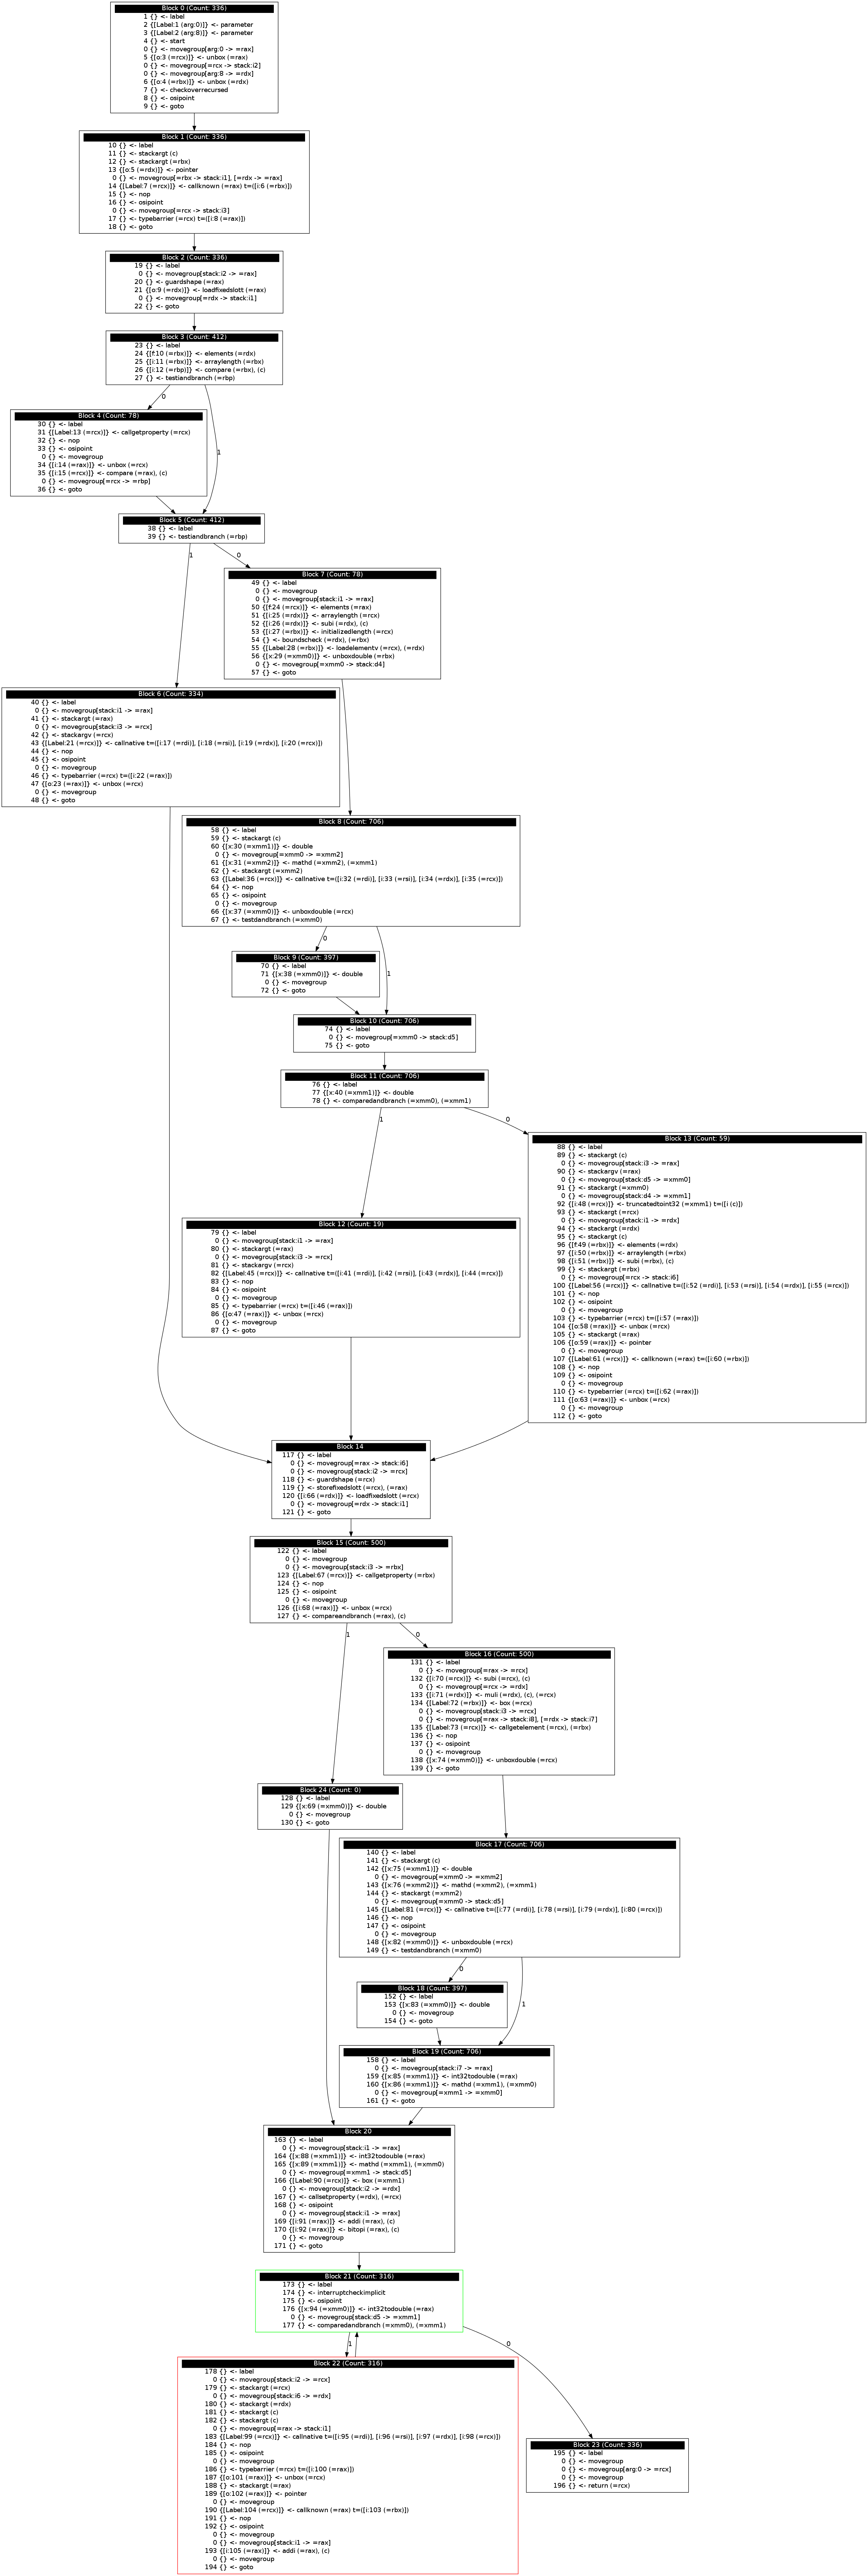 Block 0 (Count: 336)
1 {} <- label
2 {[Label:1 (arg:0)]} <- parameter
3 {[Label:2 (arg:8)]} <- parameter
4 {} <- start
0 {} <- movegroup[arg:0 -> =rax]
5 {[o:3 (=rcx)]} <- unbox (=rax)
0 {} <- movegroup[=rcx -> stack:i2]
0 {} <- movegroup[arg:8 -> =rdx]
6 {[o:4 (=rbx)]} <- unbox (=rdx)
7 {} <- checkoverrecursed
8 {} <- osipoint
9 {} <- goto
Block 1 (Count: 336)
10 {} <- label
11 {} <- stackargt (c)
12 {} <- stackargt (=rbx)
13 {[o:5 (=rdx)]} <- pointer
0 {} <- movegroup[=rbx -> stack:i1], [=rdx -> =rax]
14 {[Label:7 (=rcx)]} <- callknown (=rax) t=([i:6 (=rbx)])
15 {} <- nop
16 {} <- osipoint
0 {} <- movegroup[=rcx -> stack:i3]
17 {} <- typebarrier (=rcx) t=([i:8 (=rax)])
18 {} <- goto
Block 2 (Count: 336)
19 {} <- label
0 {} <- movegroup[stack:i2 -> =rax]
20 {} <- guardshape (=rax)
21 {[o:9 (=rdx)]} <- loadfixedslott (=rax)
0 {} <- movegroup[=rdx -> stack:i1]
22 {} <- goto
Block 3 (Count: 412)
23 {} <- label
24 {[f:10 (=rbx)]} <- elements (=rdx)
25 {[i:11 (=rbx)]} <- arraylength (=rbx)
26 {[i:12 (=rbp)]} <- compare (=rbx), (c)
27 {} <- testiandbranch (=rbp)
0
1
Block 4 (Count: 78)
30 {} <- label
31 {[Label:13 (=rcx)]} <- callgetproperty (=rcx)
32 {} <- nop
33 {} <- osipoint
0 {} <- movegroup
34 {[i:14 (=rax)]} <- unbox (=rcx)
35 {[i:15 (=rcx)]} <- compare (=rax), (c)
0 {} <- movegroup[=rcx -> =rbp]
36 {} <- goto
Block 5 (Count: 412)
38 {} <- label
39 {} <- testiandbranch (=rbp)
1
0
Block 7 (Count: 78)
49 {} <- label
0 {} <- movegroup
0 {} <- movegroup[stack:i1 -> =rax]
50 {[f:24 (=rcx)]} <- elements (=rax)
51 {[i:25 (=rdx)]} <- arraylength (=rcx)
52 {[i:26 (=rdx)]} <- subi (=rdx), (c)
53 {[i:27 (=rbx)]} <- initializedlength (=rcx)
54 {} <- boundscheck (=rdx), (=rbx)
55 {[Label:28 (=rbx)]} <- loadelementv (=rcx), (=rdx)
56 {[x:29 (=xmm0)]} <- unboxdouble (=rbx)
0 {} <- movegroup[=xmm0 -> stack:d4]
57 {} <- goto
Block 6 (Count: 334)
40 {} <- label
0 {} <- movegroup[stack:i1 -> =rax]
41 {} <- stackargt (=rax)
0 {} <- movegroup[stack:i3 -> =rcx]
42 {} <- stackargv (=rcx)
43 {[Label:21 (=rcx)]} <- callnative t=([i:17 (=rdi)], [i:18 (=rsi)], [i:19 (=rdx)], [i:20 (=rcx)])
44 {} <- nop
45 {} <- osipoint
0 {} <- movegroup
46 {} <- typebarrier (=rcx) t=([i:22 (=rax)])
47 {[o:23 (=rax)]} <- unbox (=rcx)
0 {} <- movegroup
48 {} <- goto
Block 8 (Count: 706)
58 {} <- label
59 {} <- stackargt (c)
60 {[x:30 (=xmm1)]} <- double
0 {} <- movegroup[=xmm0 -> =xmm2]
61 {[x:31 (=xmm2)]} <- mathd (=xmm2), (=xmm1)
62 {} <- stackargt (=xmm2)
63 {[Label:36 (=rcx)]} <- callnative t=([i:32 (=rdi)], [i:33 (=rsi)], [i:34 (=rdx)], [i:35 (=rcx)])
64 {} <- nop
65 {} <- osipoint
0 {} <- movegroup
66 {[x:37 (=xmm0)]} <- unboxdouble (=rcx)
67 {} <- testdandbranch (=xmm0)
0
1
Block 9 (Count: 397)
70 {} <- label
71 {[x:38 (=xmm0)]} <- double
0 {} <- movegroup
72 {} <- goto
Block 10 (Count: 706)
74 {} <- label
0 {} <- movegroup[=xmm0 -> stack:d5]
75 {} <- goto
Block 11 (Count: 706)
76 {} <- label
77 {[x:40 (=xmm1)]} <- double
78 {} <- comparedandbranch (=xmm0), (=xmm1)
1
0
Block 13 (Count: 59)
88 {} <- label
89 {} <- stackargt (c)
0 {} <- movegroup[stack:i3 -> =rax]
90 {} <- stackargv (=rax)
0 {} <- movegroup[stack:d5 -> =xmm0]
91 {} <- stackargt (=xmm0)
0 {} <- movegroup[stack:d4 -> =xmm1]
92 {[i:48 (=rcx)]} <- truncatedtoint32 (=xmm1) t=([i (c)])
93 {} <- stackargt (=rcx)
0 {} <- movegroup[stack:i1 -> =rdx]
94 {} <- stackargt (=rdx)
95 {} <- stackargt (c)
96 {[f:49 (=rbx)]} <- elements (=rdx)
97 {[i:50 (=rbx)]} <- arraylength (=rbx)
98 {[i:51 (=rbx)]} <- subi (=rbx), (c)
99 {} <- stackargt (=rbx)
0 {} <- movegroup[=rcx -> stack:i6]
100 {[Label:56 (=rcx)]} <- callnative t=([i:52 (=rdi)], [i:53 (=rsi)], [i:54 (=rdx)], [i:55 (=rcx)])
101 {} <- nop
102 {} <- osipoint
0 {} <- movegroup
103 {} <- typebarrier (=rcx) t=([i:57 (=rax)])
104 {[o:58 (=rax)]} <- unbox (=rcx)
105 {} <- stackargt (=rax)
106 {[o:59 (=rax)]} <- pointer
0 {} <- movegroup
107 {[Label:61 (=rcx)]} <- callknown (=rax) t=([i:60 (=rbx)])
108 {} <- nop
109 {} <- osipoint
0 {} <- movegroup
110 {} <- typebarrier (=rcx) t=([i:62 (=rax)])
111 {[o:63 (=rax)]} <- unbox (=rcx)
0 {} <- movegroup
112 {} <- goto
Block 12 (Count: 19)
79 {} <- label
0 {} <- movegroup[stack:i1 -> =rax]
80 {} <- stackargt (=rax)
0 {} <- movegroup[stack:i3 -> =rcx]
81 {} <- stackargv (=rcx)
82 {[Label:45 (=rcx)]} <- callnative t=([i:41 (=rdi)], [i:42 (=rsi)], [i:43 (=rdx)], [i:44 (=rcx)])
83 {} <- nop
84 {} <- osipoint
0 {} <- movegroup
85 {} <- typebarrier (=rcx) t=([i:46 (=rax)])
86 {[o:47 (=rax)]} <- unbox (=rcx)
0 {} <- movegroup
87 {} <- goto
Block 14
117 {} <- label
0 {} <- movegroup[=rax -> stack:i6]
0 {} <- movegroup[stack:i2 -> =rcx]
118 {} <- guardshape (=rcx)
119 {} <- storefixedslott (=rcx), (=rax)
120 {[i:66 (=rdx)]} <- loadfixedslott (=rcx)
0 {} <- movegroup[=rdx -> stack:i1]
121 {} <- goto
Block 15 (Count: 500)
122 {} <- label
0 {} <- movegroup
0 {} <- movegroup[stack:i3 -> =rbx]
123 {[Label:67 (=rcx)]} <- callgetproperty (=rbx)
124 {} <- nop
125 {} <- osipoint
0 {} <- movegroup
126 {[i:68 (=rax)]} <- unbox (=rcx)
127 {} <- compareandbranch (=rax), (c)
1
0
Block 16 (Count: 500)
131 {} <- label
0 {} <- movegroup[=rax -> =rcx]
132 {[i:70 (=rcx)]} <- subi (=rcx), (c)
0 {} <- movegroup[=rcx -> =rdx]
133 {[i:71 (=rdx)]} <- muli (=rdx), (c), (=rcx)
134 {[Label:72 (=rbx)]} <- box (=rcx)
0 {} <- movegroup[stack:i3 -> =rcx]
0 {} <- movegroup[=rax -> stack:i8], [=rdx -> stack:i7]
135 {[Label:73 (=rcx)]} <- callgetelement (=rcx), (=rbx)
136 {} <- nop
137 {} <- osipoint
0 {} <- movegroup
138 {[x:74 (=xmm0)]} <- unboxdouble (=rcx)
139 {} <- goto
Block 24 (Count: 0)
128 {} <- label
129 {[x:69 (=xmm0)]} <- double
0 {} <- movegroup
130 {} <- goto
Block 17 (Count: 706)
140 {} <- label
141 {} <- stackargt (c)
142 {[x:75 (=xmm1)]} <- double
0 {} <- movegroup[=xmm0 -> =xmm2]
143 {[x:76 (=xmm2)]} <- mathd (=xmm2), (=xmm1)
144 {} <- stackargt (=xmm2)
0 {} <- movegroup[=xmm0 -> stack:d5]
145 {[Label:81 (=rcx)]} <- callnative t=([i:77 (=rdi)], [i:78 (=rsi)], [i:79 (=rdx)], [i:80 (=rcx)])
146 {} <- nop
147 {} <- osipoint
0 {} <- movegroup
148 {[x:82 (=xmm0)]} <- unboxdouble (=rcx)
149 {} <- testdandbranch (=xmm0)
0
1
Block 18 (Count: 397)
152 {} <- label
153 {[x:83 (=xmm0)]} <- double
0 {} <- movegroup
154 {} <- goto
Block 19 (Count: 706)
158 {} <- label
0 {} <- movegroup[stack:i7 -> =rax]
159 {[x:85 (=xmm1)]} <- int32todouble (=rax)
160 {[x:86 (=xmm1)]} <- mathd (=xmm1), (=xmm0)
0 {} <- movegroup[=xmm1 -> =xmm0]
161 {} <- goto
Block 20
163 {} <- label
0 {} <- movegroup[stack:i1 -> =rax]
164 {[x:88 (=xmm1)]} <- int32todouble (=rax)
165 {[x:89 (=xmm1)]} <- mathd (=xmm1), (=xmm0)
0 {} <- movegroup[=xmm1 -> stack:d5]
166 {[Label:90 (=rcx)]} <- box (=xmm1)
0 {} <- movegroup[stack:i2 -> =rdx]
167 {} <- callsetproperty (=rdx), (=rcx)
168 {} <- osipoint
0 {} <- movegroup[stack:i1 -> =rax]
169 {[i:91 (=rax)]} <- addi (=rax), (c)
170 {[i:92 (=rax)]} <- bitopi (=rax), (c)
0 {} <- movegroup
171 {} <- goto
Block 21 (Count: 316)
173 {} <- label
174 {} <- interruptcheckimplicit
175 {} <- osipoint
176 {[x:94 (=xmm0)]} <- int32todouble (=rax)
0 {} <- movegroup[stack:d5 -> =xmm1]
177 {} <- comparedandbranch (=xmm0), (=xmm1)
1
0
Block 22 (Count: 316)
178 {} <- label
0 {} <- movegroup[stack:i2 -> =rcx]
179 {} <- stackargt (=rcx)
0 {} <- movegroup[stack:i6 -> =rdx]
180 {} <- stackargt (=rdx)
181 {} <- stackargt (c)
182 {} <- stackargt (c)
0 {} <- movegroup[=rax -> stack:i1]
183 {[Label:99 (=rcx)]} <- callnative t=([i:95 (=rdi)], [i:96 (=rsi)], [i:97 (=rdx)], [i:98 (=rcx)])
184 {} <- nop
185 {} <- osipoint
0 {} <- movegroup
186 {} <- typebarrier (=rcx) t=([i:100 (=rax)])
187 {[o:101 (=rax)]} <- unbox (=rcx)
188 {} <- stackargt (=rax)
189 {[o:102 (=rax)]} <- pointer
0 {} <- movegroup
190 {[Label:104 (=rcx)]} <- callknown (=rax) t=([i:103 (=rbx)])
191 {} <- nop
192 {} <- osipoint
0 {} <- movegroup
0 {} <- movegroup[stack:i1 -> =rax]
193 {[i:105 (=rax)]} <- addi (=rax), (c)
0 {} <- movegroup
194 {} <- goto
Block 23 (Count: 336)
195 {} <- label
0 {} <- movegroup
0 {} <- movegroup[arg:0 -> =rcx]
0 {} <- movegroup
196 {} <- return (=rcx)